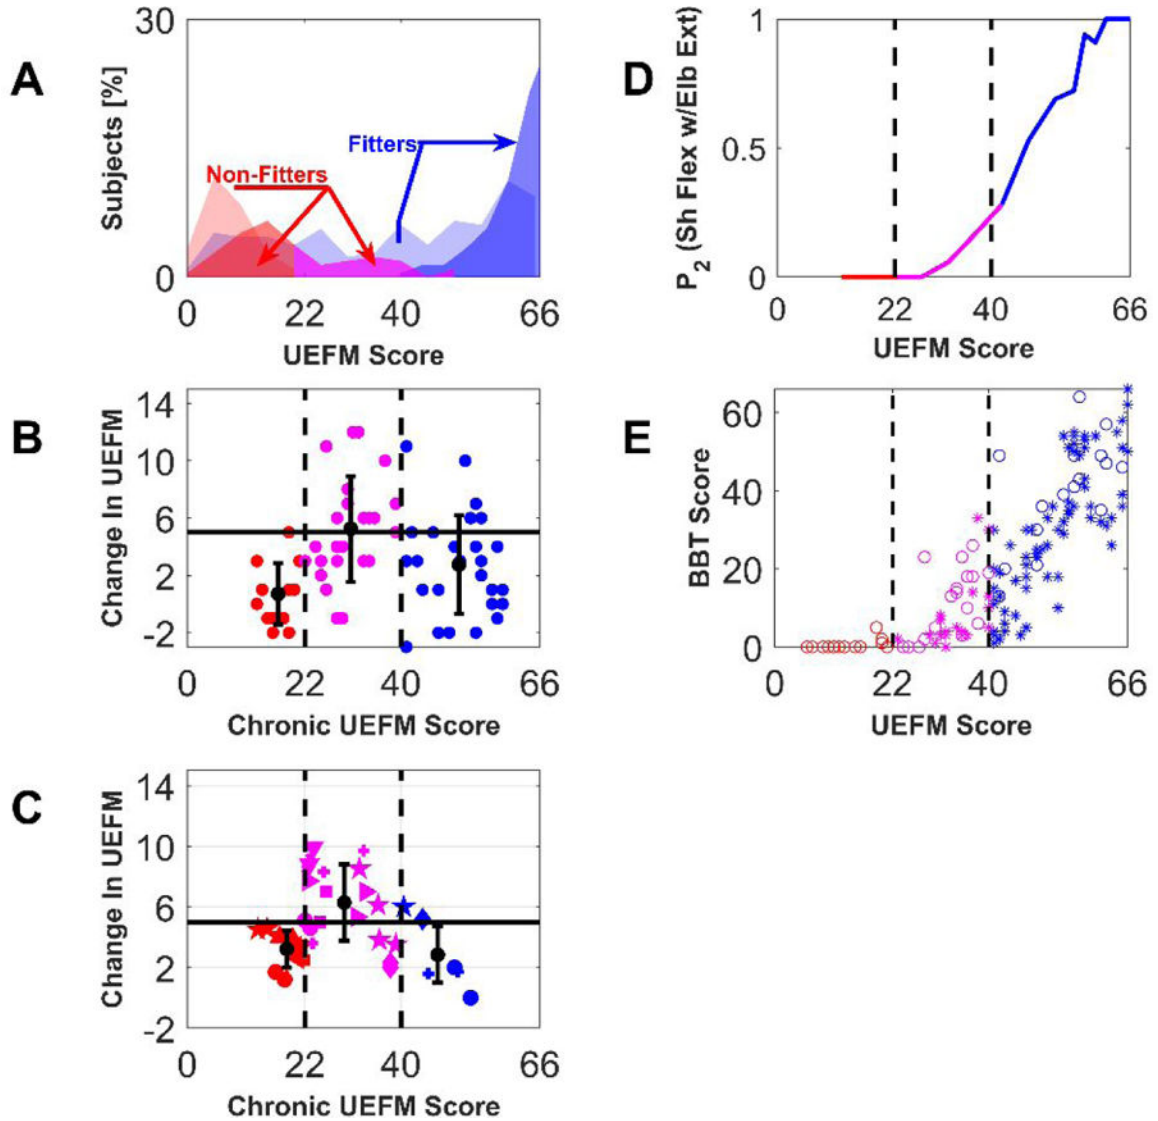 A
Subjects [%]
30
0
Non-Fitters
Fitters
0 22 40 66
UEFM Score
B
Change In UEFM
14
10
6
2
-2
0 22 40 66
Chronic UEFM Score
C
Change In UEFM
14
10
6
2
-2
0 22 40 66
Chronic UEFM Score
D
P2 (Sh Flex w/Elb Ext)
1
0.5
0
0 22 40 66
UEFM Score
E
BBT Score
60
40
20
0
0 22 40 66
UEFM Score